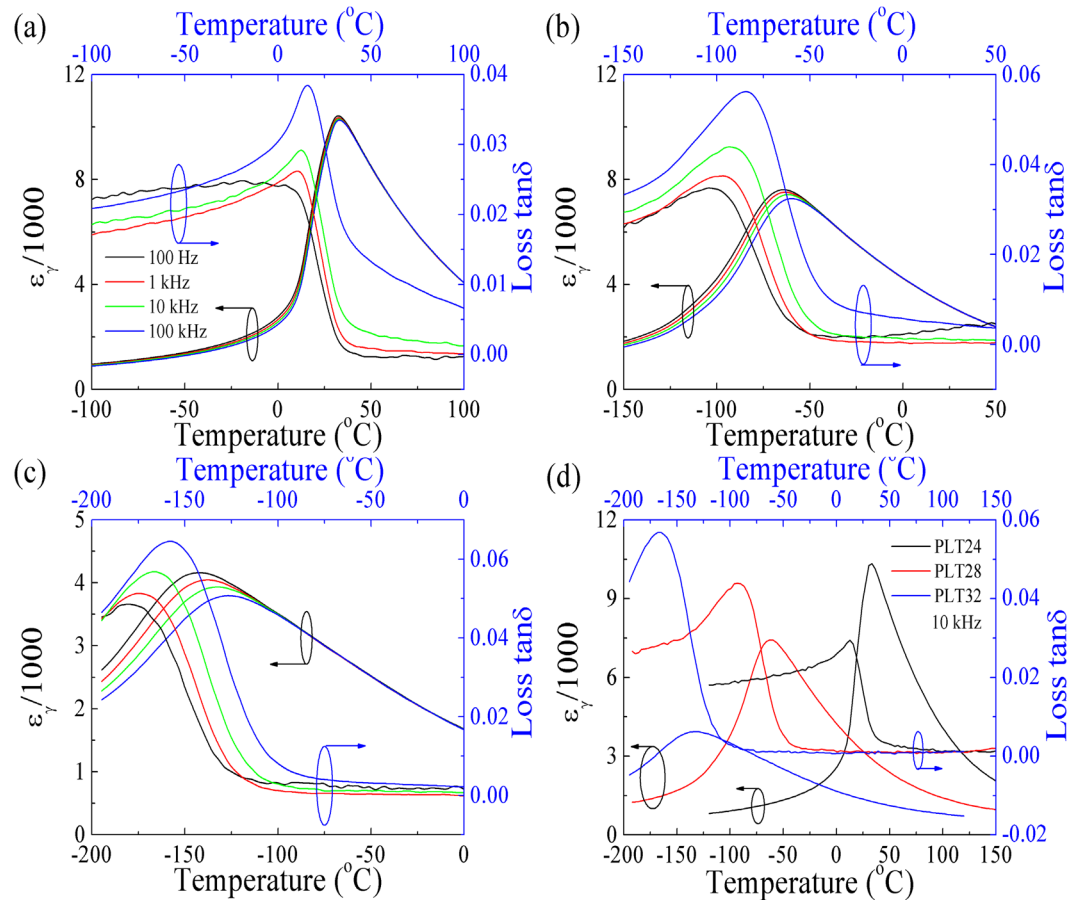 (a)
Temperature (°C)
-100 -50 0 50 100
12
8
4
0
ε_γ/1000
0.04
0.03
0.02
0.01
0.00
Loss tanδ
100 Hz
1 kHz
10 kHz
100 kHz
-100 -50 0 50 100
Temperature (°C)
(b)
Temperature (°C)
-150 -100 -50 0 50
12
10
8
6
4
2
0
ε_γ/1000
0.06
0.04
0.02
0.00
Loss tanδ
-150 -100 -50 0 50
Temperature (°C)
(c)
Temperature (°C)
-200 -150 -100 -50 0
5
4
3
2
1
0
ε_γ/1000
0.06
0.04
0.02
0.00
Loss tanδ
-200 -150 -100 -50 0
Temperature (°C)
(d)
Temperature (°C)
-200 -150 -100 -50 0 50 100 150
12
9
6
3
0
ε_γ/1000
0.06
0.04
0.02
0.00
-0.02
Loss tanδ
PLT24
PLT28
PLT32
10 kHz
-200 -150 -100 -50 0 50 100 150
Temperature (°C)